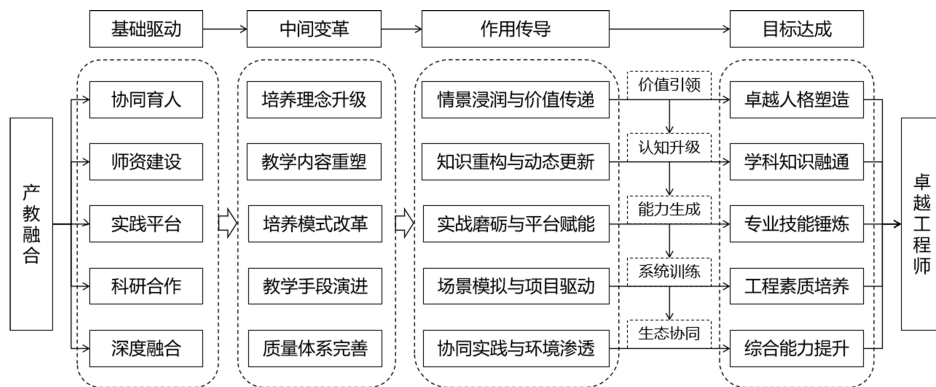 基础驱动
中间变革
作用传导
目标达成
产教融合
协同育人
师资建设
实践平台
科研合作
深度融合
培养理念升级
教学内容重塑
培养模式改革
教学手段演进
质量体系完善
情景浸润与价值传递
知识重构与动态更新
实战磨砺与平台赋能
场景模拟与项目驱动
协同实践与环境渗透
价值引领
认知升级
能力生成
系统训练
生态协同
卓越人格塑造
学科知识融通
专业技能锤炼
工程素质培养
综合能力提升
卓越工程师